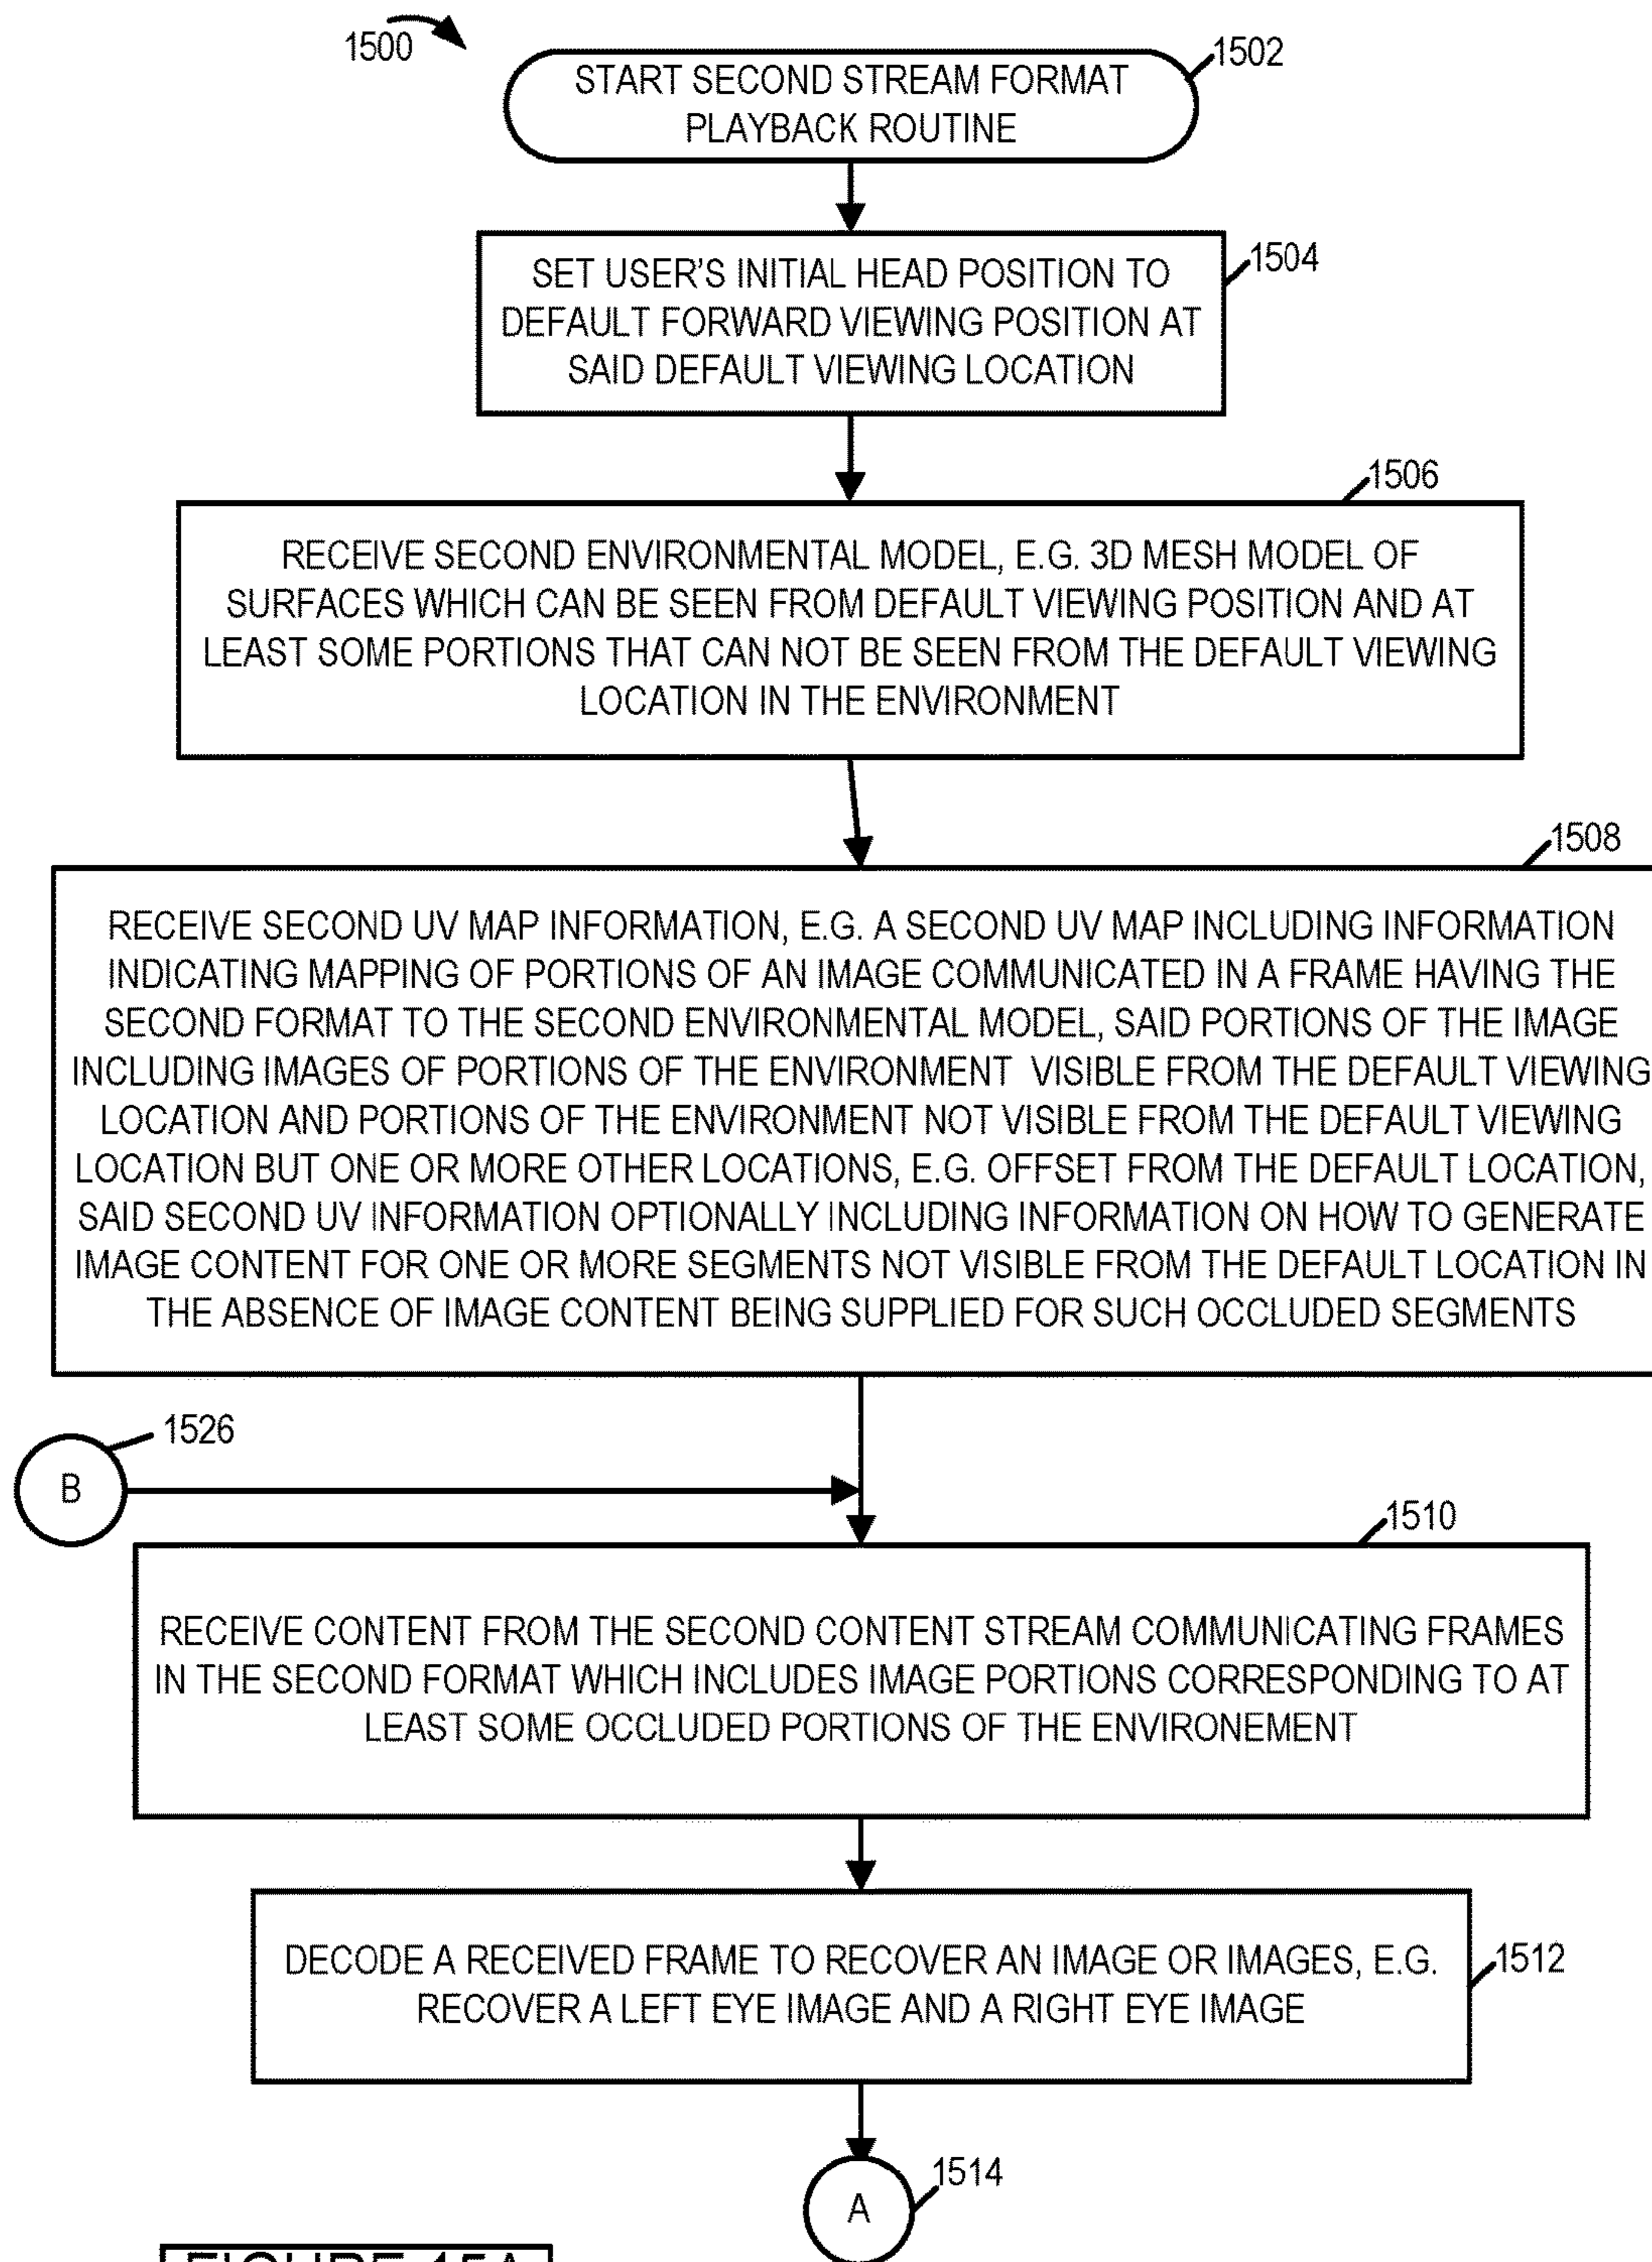 1500
1502
START SECOND STREAM FORMAT
PLAYBACK ROUTINE
1504
SET USER'S INITIAL HEAD POSITION TO
DEFAULT FORWARD VIEWING POSITION AT
SAID DEFAULT VIEWING LOCATION
1506
RECEIVE SECOND ENVIRONMENTAL MODEL, E.G. 3D MESH MODEL OF
SURFACES WHICH CAN BE SEEN FROM DEFAULT VIEWING POSITION AND AT
LEAST SOME PORTIONS THAT CAN NOT BE SEEN FROM THE DEFAULT VIEWING
LOCATION IN THE ENVIRONMENT
1508
RECEIVE SECOND UV MAP INFORMATION, E.G. A SECOND UV MAP INCLUDING INFORMATION
INDICATING MAPPING OF PORTIONS OF AN IMAGE COMMUNICATED IN A FRAME HAVING THE
SECOND FORMAT TO THE SECOND ENVIRONMENTAL MODEL, SAID PORTIONS OF THE IMAGE
INCLUDING IMAGES OF PORTIONS OF THE ENVIRONMENT VISIBLE FROM THE DEFAULT VIEWING
LOCATION AND PORTIONS OF THE ENVIRONMENT NOT VISIBLE FROM THE DEFAULT VIEWING
LOCATION BUT ONE OR MORE OTHER LOCATIONS, E.G. OFFSET FROM THE DEFAULT LOCATION,
SAID SECOND UV INFORMATION OPTIONALLY INCLUDING INFORMATION ON HOW TO GENERATE
IMAGE CONTENT FOR ONE OR MORE SEGMENTS NOT VISIBLE FROM THE DEFAULT LOCATION IN
THE ABSENCE OF IMAGE CONTENT BEING SUPPLIED FOR SUCH OCCLUDED SEGMENTS
1526
B
1510
RECEIVE CONTENT FROM THE SECOND CONTENT STREAM COMMUNICATING FRAMES
IN THE SECOND FORMAT WHICH INCLUDES IMAGE PORTIONS CORRESPONDING TO AT
LEAST SOME OCCLUDED PORTIONS OF THE ENVIRONEMENT
1512
DECODE A RECEIVED FRAME TO RECOVER AN IMAGE OR IMAGES, E.G.
RECOVER A LEFT EYE IMAGE AND A RIGHT EYE IMAGE
1514
A
FIGURE 15A